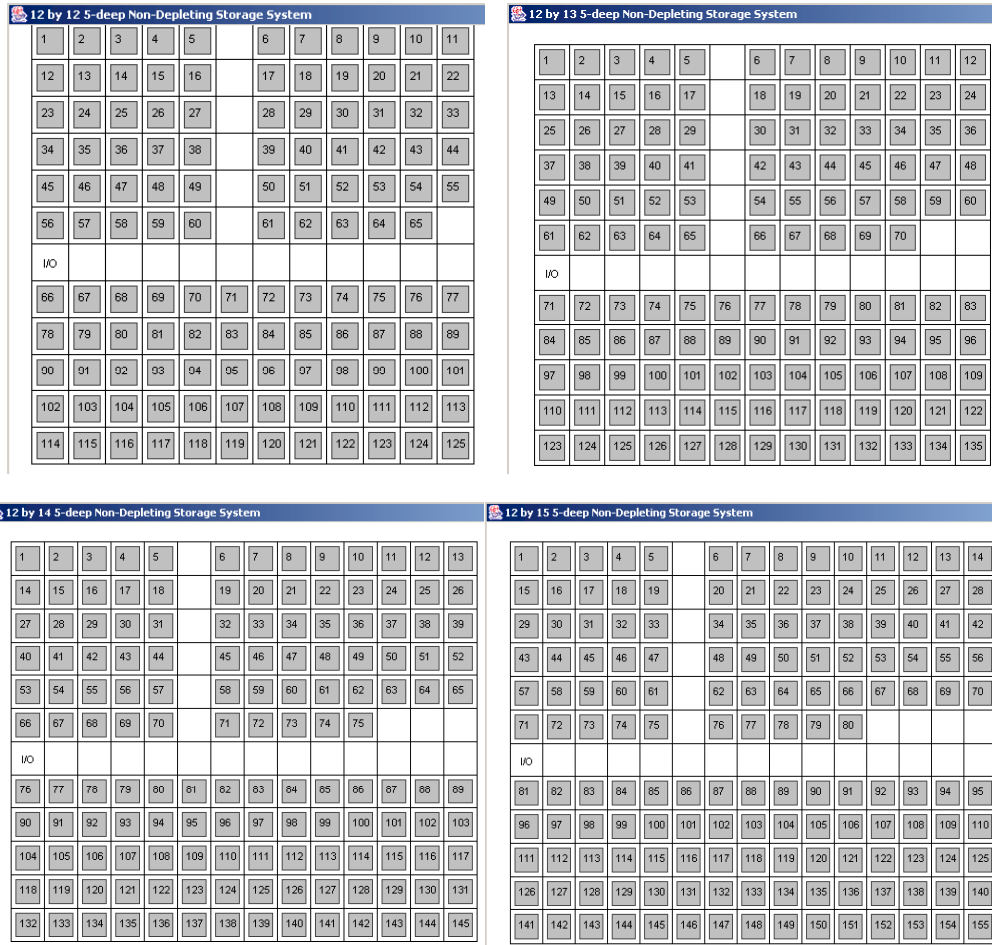 12 by 12 5-deep Non-Depleting Storage System
1 2 3 4 5 6 7 8 9 10 11
12 13 14 15 16 17 18 19 20 21 22
23 24 25 26 27 28 29 30 31 32 33
34 35 36 37 38 39 40 41 42 43 44
45 46 47 48 49 50 51 52 53 54 55
56 57 58 59 60 61 62 63 64 65
I/O
66 67 68 69 70 71 72 73 74 75 76 77
78 79 80 81 82 83 84 85 86 87 88 89
90 91 92 93 94 95 96 97 98 99 100 101
102 103 104 105 106 107 108 109 110 111 112 113
114 115 116 117 118 119 120 121 122 123 124 125
12 by 13 5-deep Non-Depleting Storage System
1 2 3 4 5 6 7 8 9 10 11 12
13 14 15 16 17 18 19 20 21 22 23 24
25 26 27 28 29 30 31 32 33 34 35 36
37 38 39 40 41 42 43 44 45 46 47 48
49 50 51 52 53 54 55 56 57 58 59 60
61 62 63 64 65 66 67 68 69 70
I/O
71 72 73 74 75 76 77 78 79 80 81 82 83
84 85 86 87 88 89 90 91 92 93 94 95 96
97 98 99 100 101 102 103 104 105 106 107 108 109
110 111 112 113 114 115 116 117 118 119 120 121 122
123 124 125 126 127 128 129 130 131 132 133 134 135
12 by 14 5-deep Non-Depleting Storage System
1 2 3 4 5 6 7 8 9 10 11 12 13
14 15 16 17 18 19 20 21 22 23 24 25 26
27 28 29 30 31 32 33 34 35 36 37 38 39
40 41 42 43 44 45 46 47 48 49 50 51 52
53 54 55 56 57 58 59 60 61 62 63 64 65
66 67 68 69 70 71 72 73 74 75
I/O
76 77 78 79 80 81 82 83 84 85 86 87 88 89
90 91 92 93 94 95 96 97 98 99 100 101 102 103
104 105 106 107 108 109 110 111 112 113 114 115 116 117
118 119 120 121 122 123 124 125 126 127 128 129 130 131
132 133 134 135 136 137 138 139 140 141 142 143 144 145
12 by 15 5-deep Non-Depleting Storage System
1 2 3 4 5 6 7 8 9 10 11 12 13 14
15 16 17 18 19 20 21 22 23 24 25 26 27 28
29 30 31 32 33 34 35 36 37 38 39 40 41 42
43 44 45 46 47 48 49 50 51 52 53 54 55 56
57 58 59 60 61 62 63 64 65 66 67 68 69 70
71 72 73 74 75 76 77 78 79 80
I/O
81 82 83 84 85 86 87 88 89 90 91 92 93 94 95
96 97 98 99 100 101 102 103 104 105 106 107 108 109 110
111 112 113 114 115 116 117 118 119 120 121 122 123 124 125
126 127 128 129 130 131 132 133 134 135 136 137 138 139 140
141 142 143 144 145 146 147 148 149 150 151 152 153 154 155